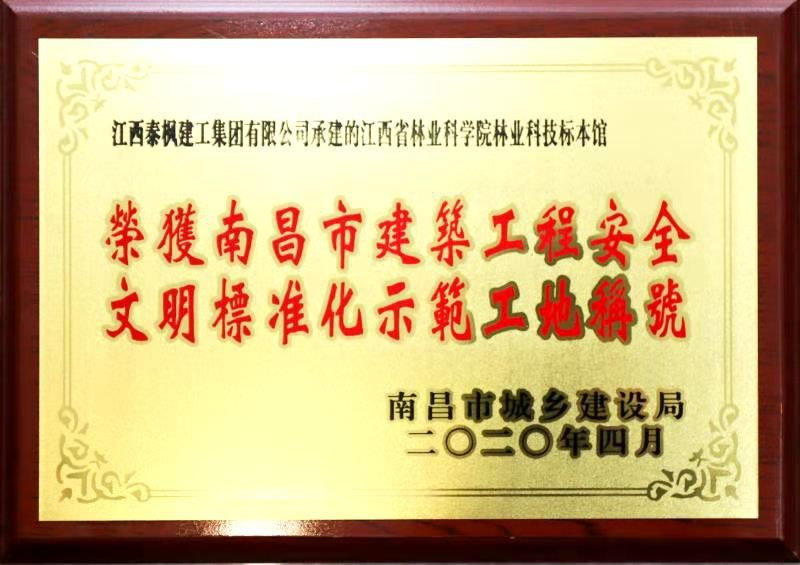 江西秦枫建工集团有限公司承建的江西省林业科学院林业科技标本馆
榮獲南昌市建築工程安全
文明標准化示範工地稱號
南昌市城乡建设局
二〇二〇年四月